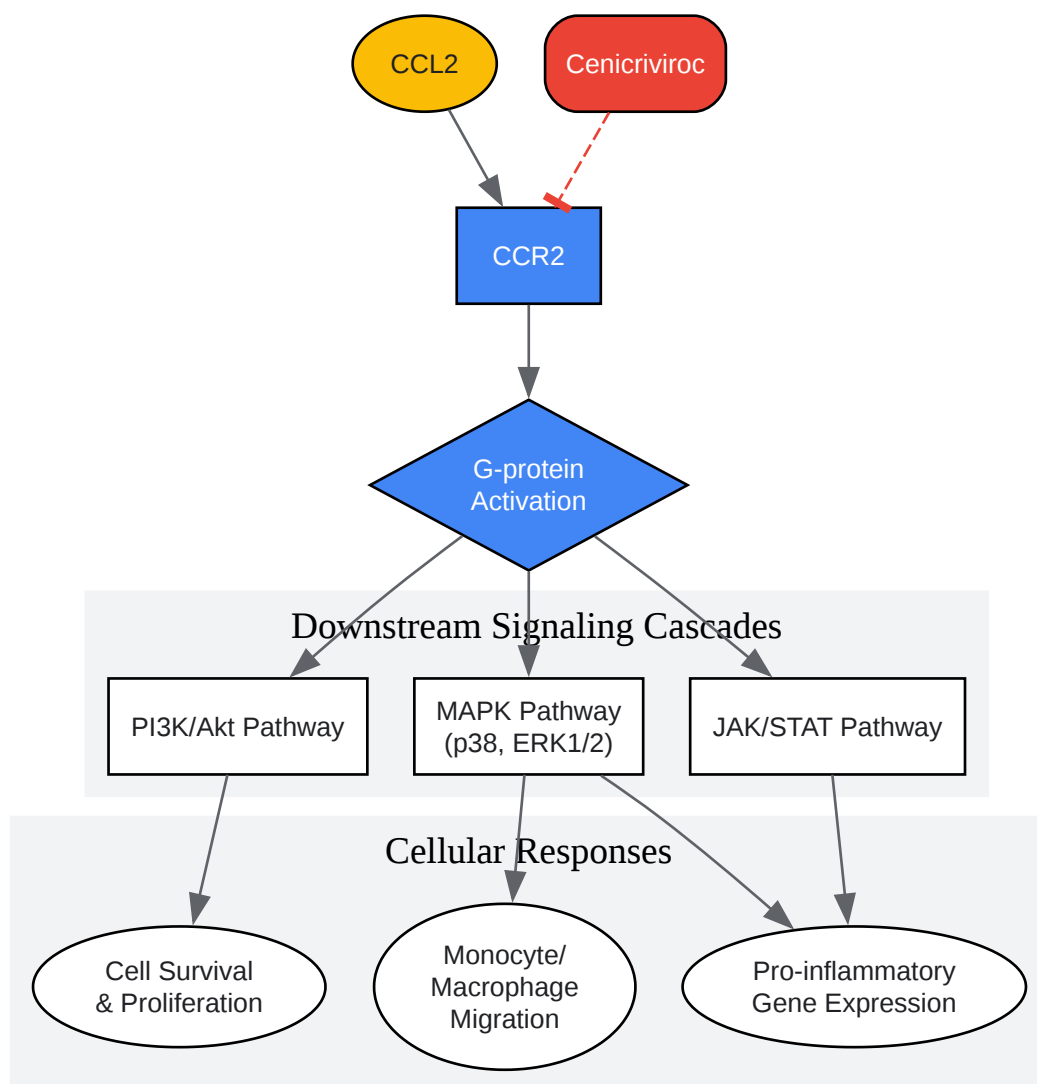 CCL2
Cenicriviroc
CCR2
G-protein
Activation
Downstream Signaling Cascades
PI3K/Akt Pathway
MAPK Pathway
(p38, ERK1/2)
JAK/STAT Pathway
Cellular Responses
Cell Survival
& Proliferation
Monocyte/
Macrophage
Migration
Pro-inflammatory
Gene Expression